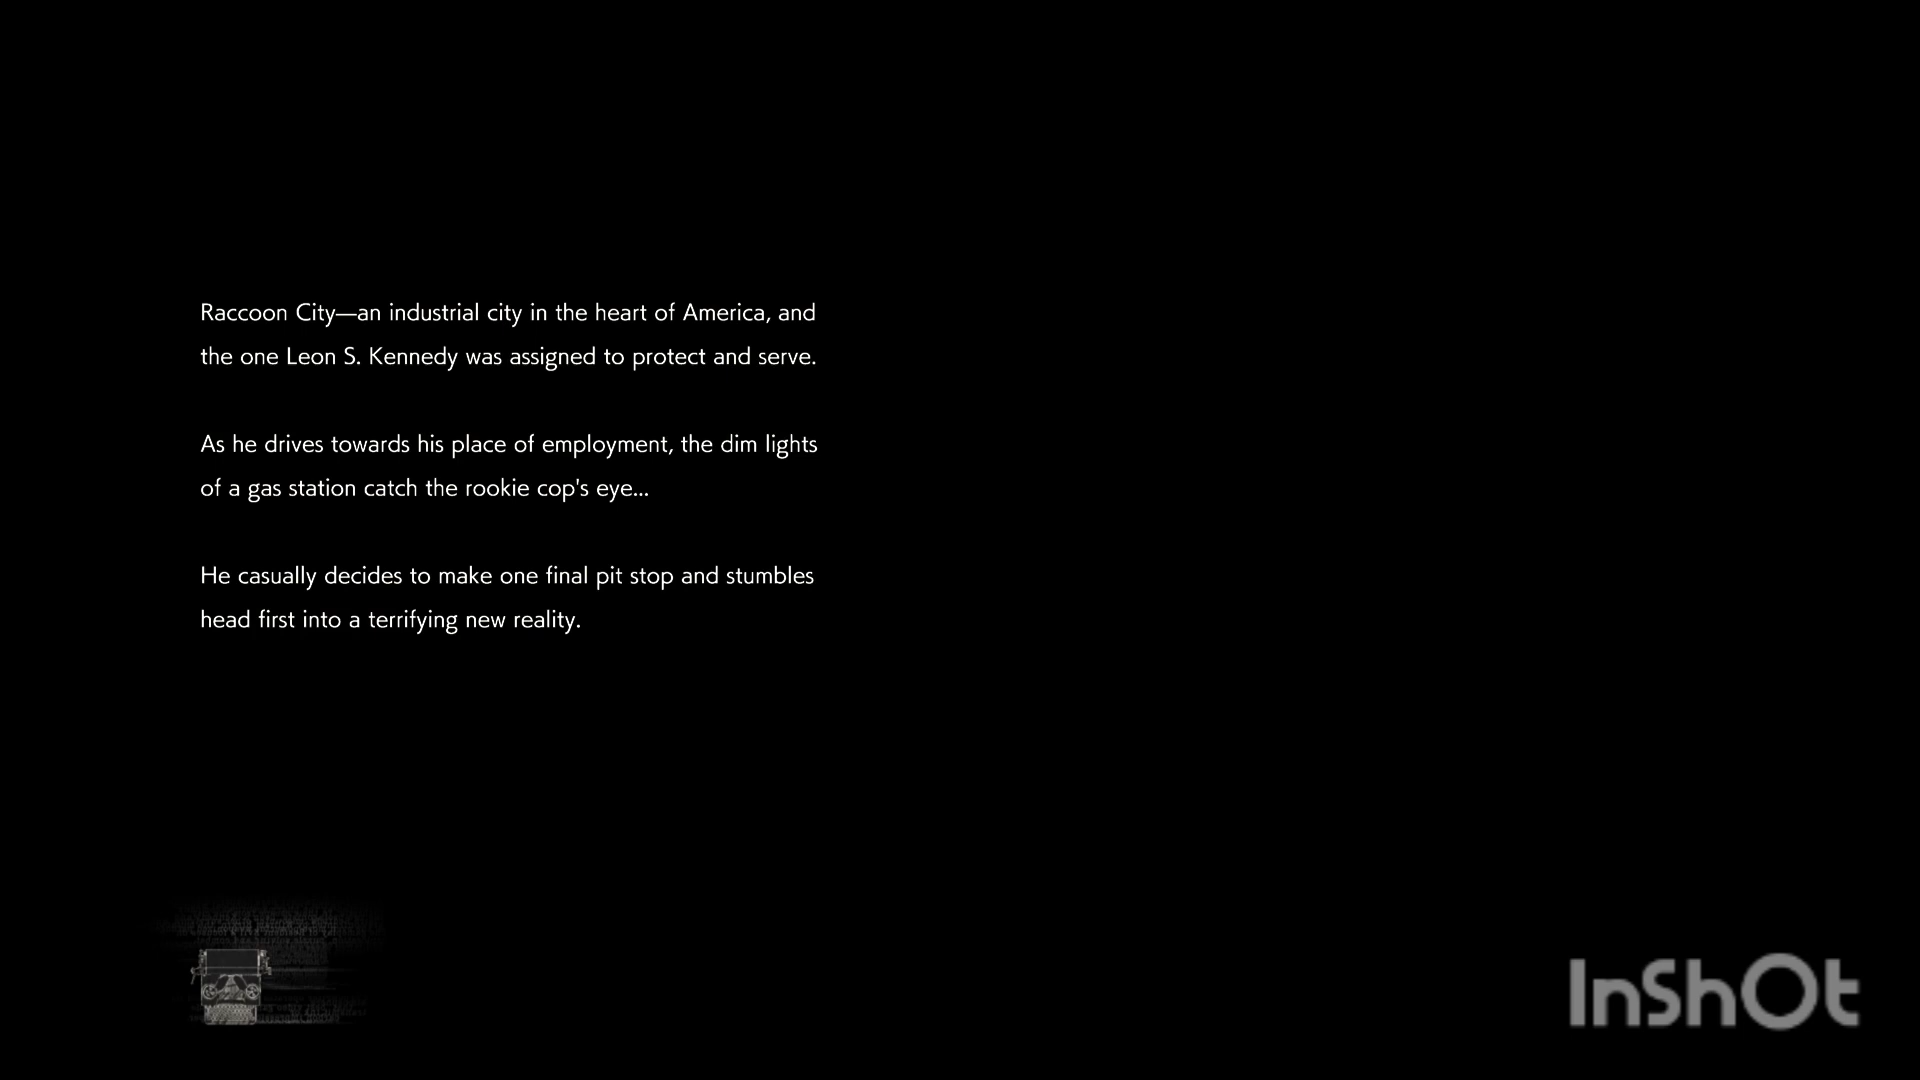 Raccoon City—an industrial city in the heart of America, and
the one Leon S. Kennedy was assigned to protect and serve.
As he drives towards his place of employment, the dim lights
of a gas station catch the rookie cop's eye...
He casually decides to make one final pit stop and stumbles
head first into a terrifying new reality.
InShOt